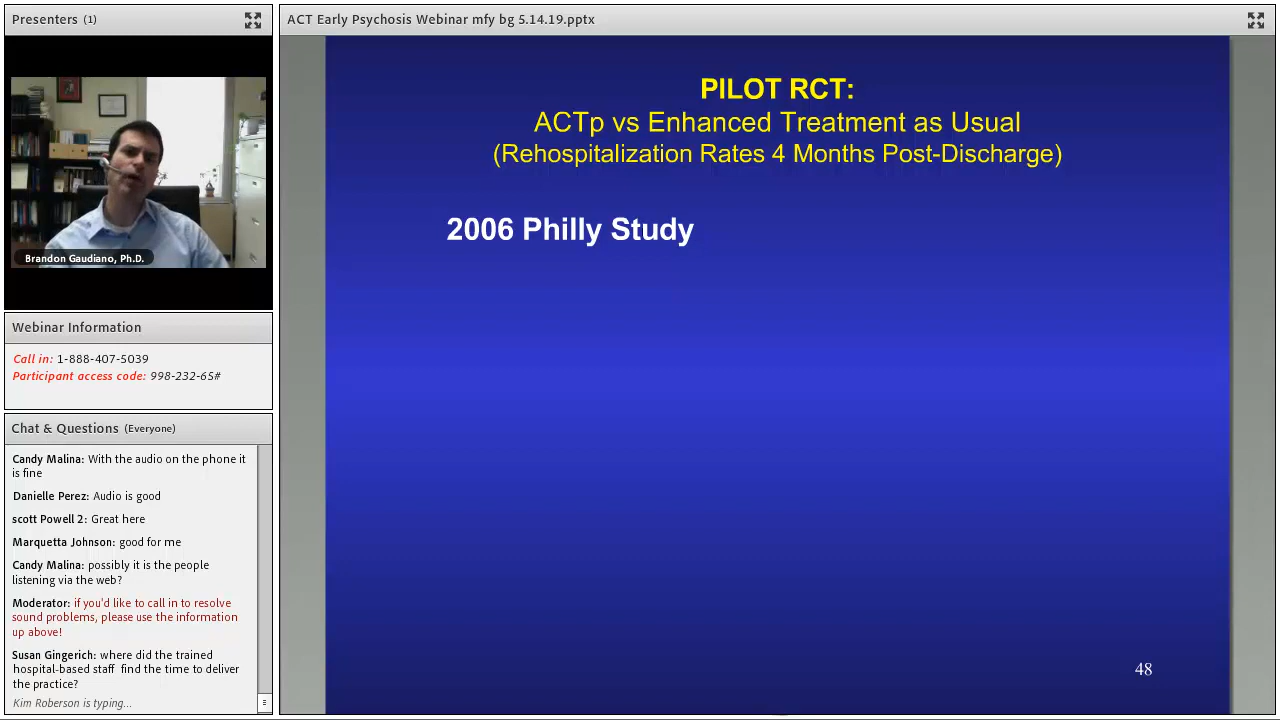 Presenters (1)
Brandon Gaudiano, Ph.D.
Webinar Information
Call in: 1-888-407-5039
Participant access code: 998-232-65#
Chat & Questions (Everyone)
Candy Malina: With the audio on the phone it
is fine
Danielle Perez: Audio is good
scott Powell 2: Great here
Marquetta Johnson: good for me
Candy Malina: possibly it is the people
listening via the web?
Moderator: if you'd like to call in to resolve
sound problems, please use the information
up above!
Susan Gingerich: where did the trained
hospital-based staff find the time to deliver
the practice?
Kim Roberson is typing...
ACT Early Psychosis Webinar mfy bg 5.14.19.pptx
PILOT RCT:
ACTp vs Enhanced Treatment as Usual
(Rehospitalization Rates 4 Months Post-Discharge)
2006 Philly Study
48